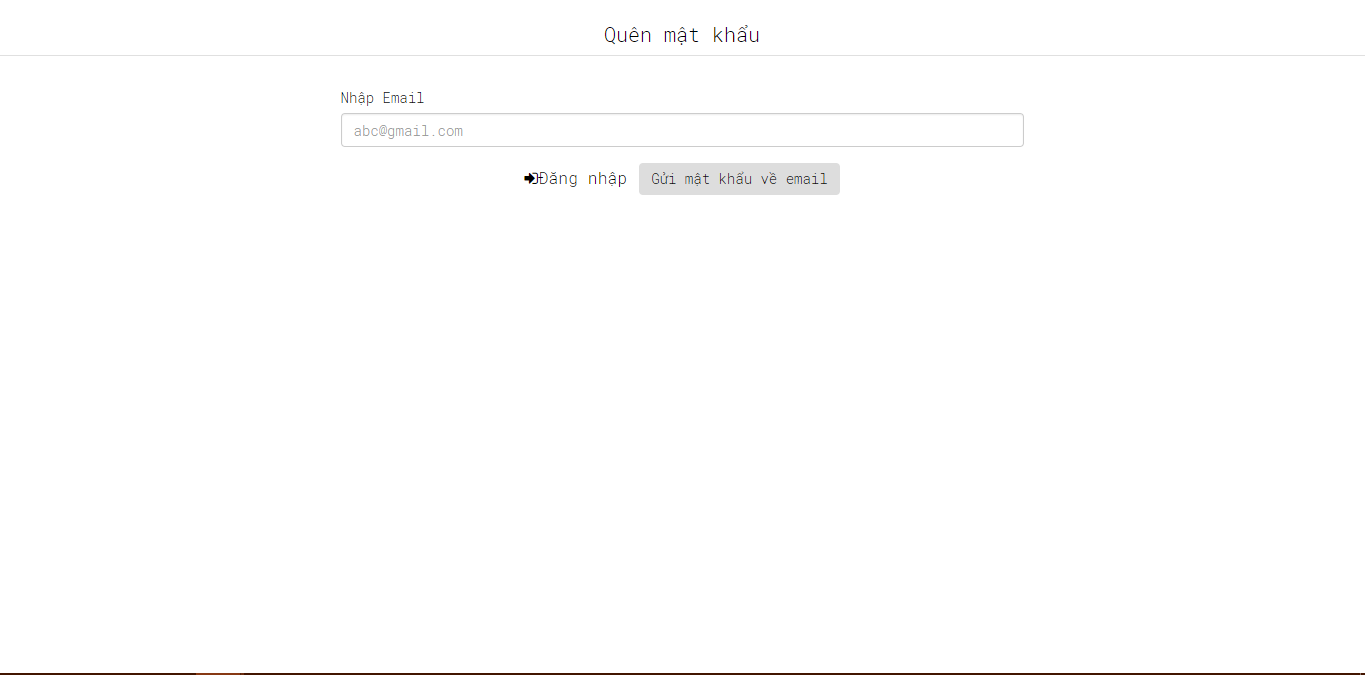 Quên mật khẩu
Nhập Email
abc@gmail.com
Đăng nhập Gửi mật khẩu về email